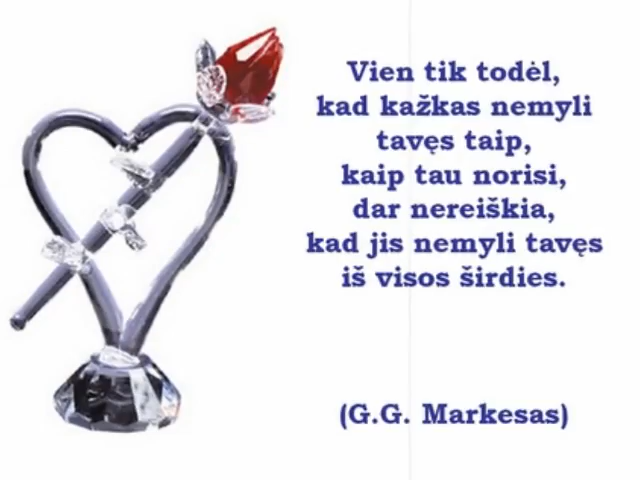 Vien tik todėl,
kad kažkas nemyli
tavęs taip,
kaip tau norisi,
dar nereiškia,
kad jis nemyli tavęs
iš visos širdies.
(G.G. Markesas)